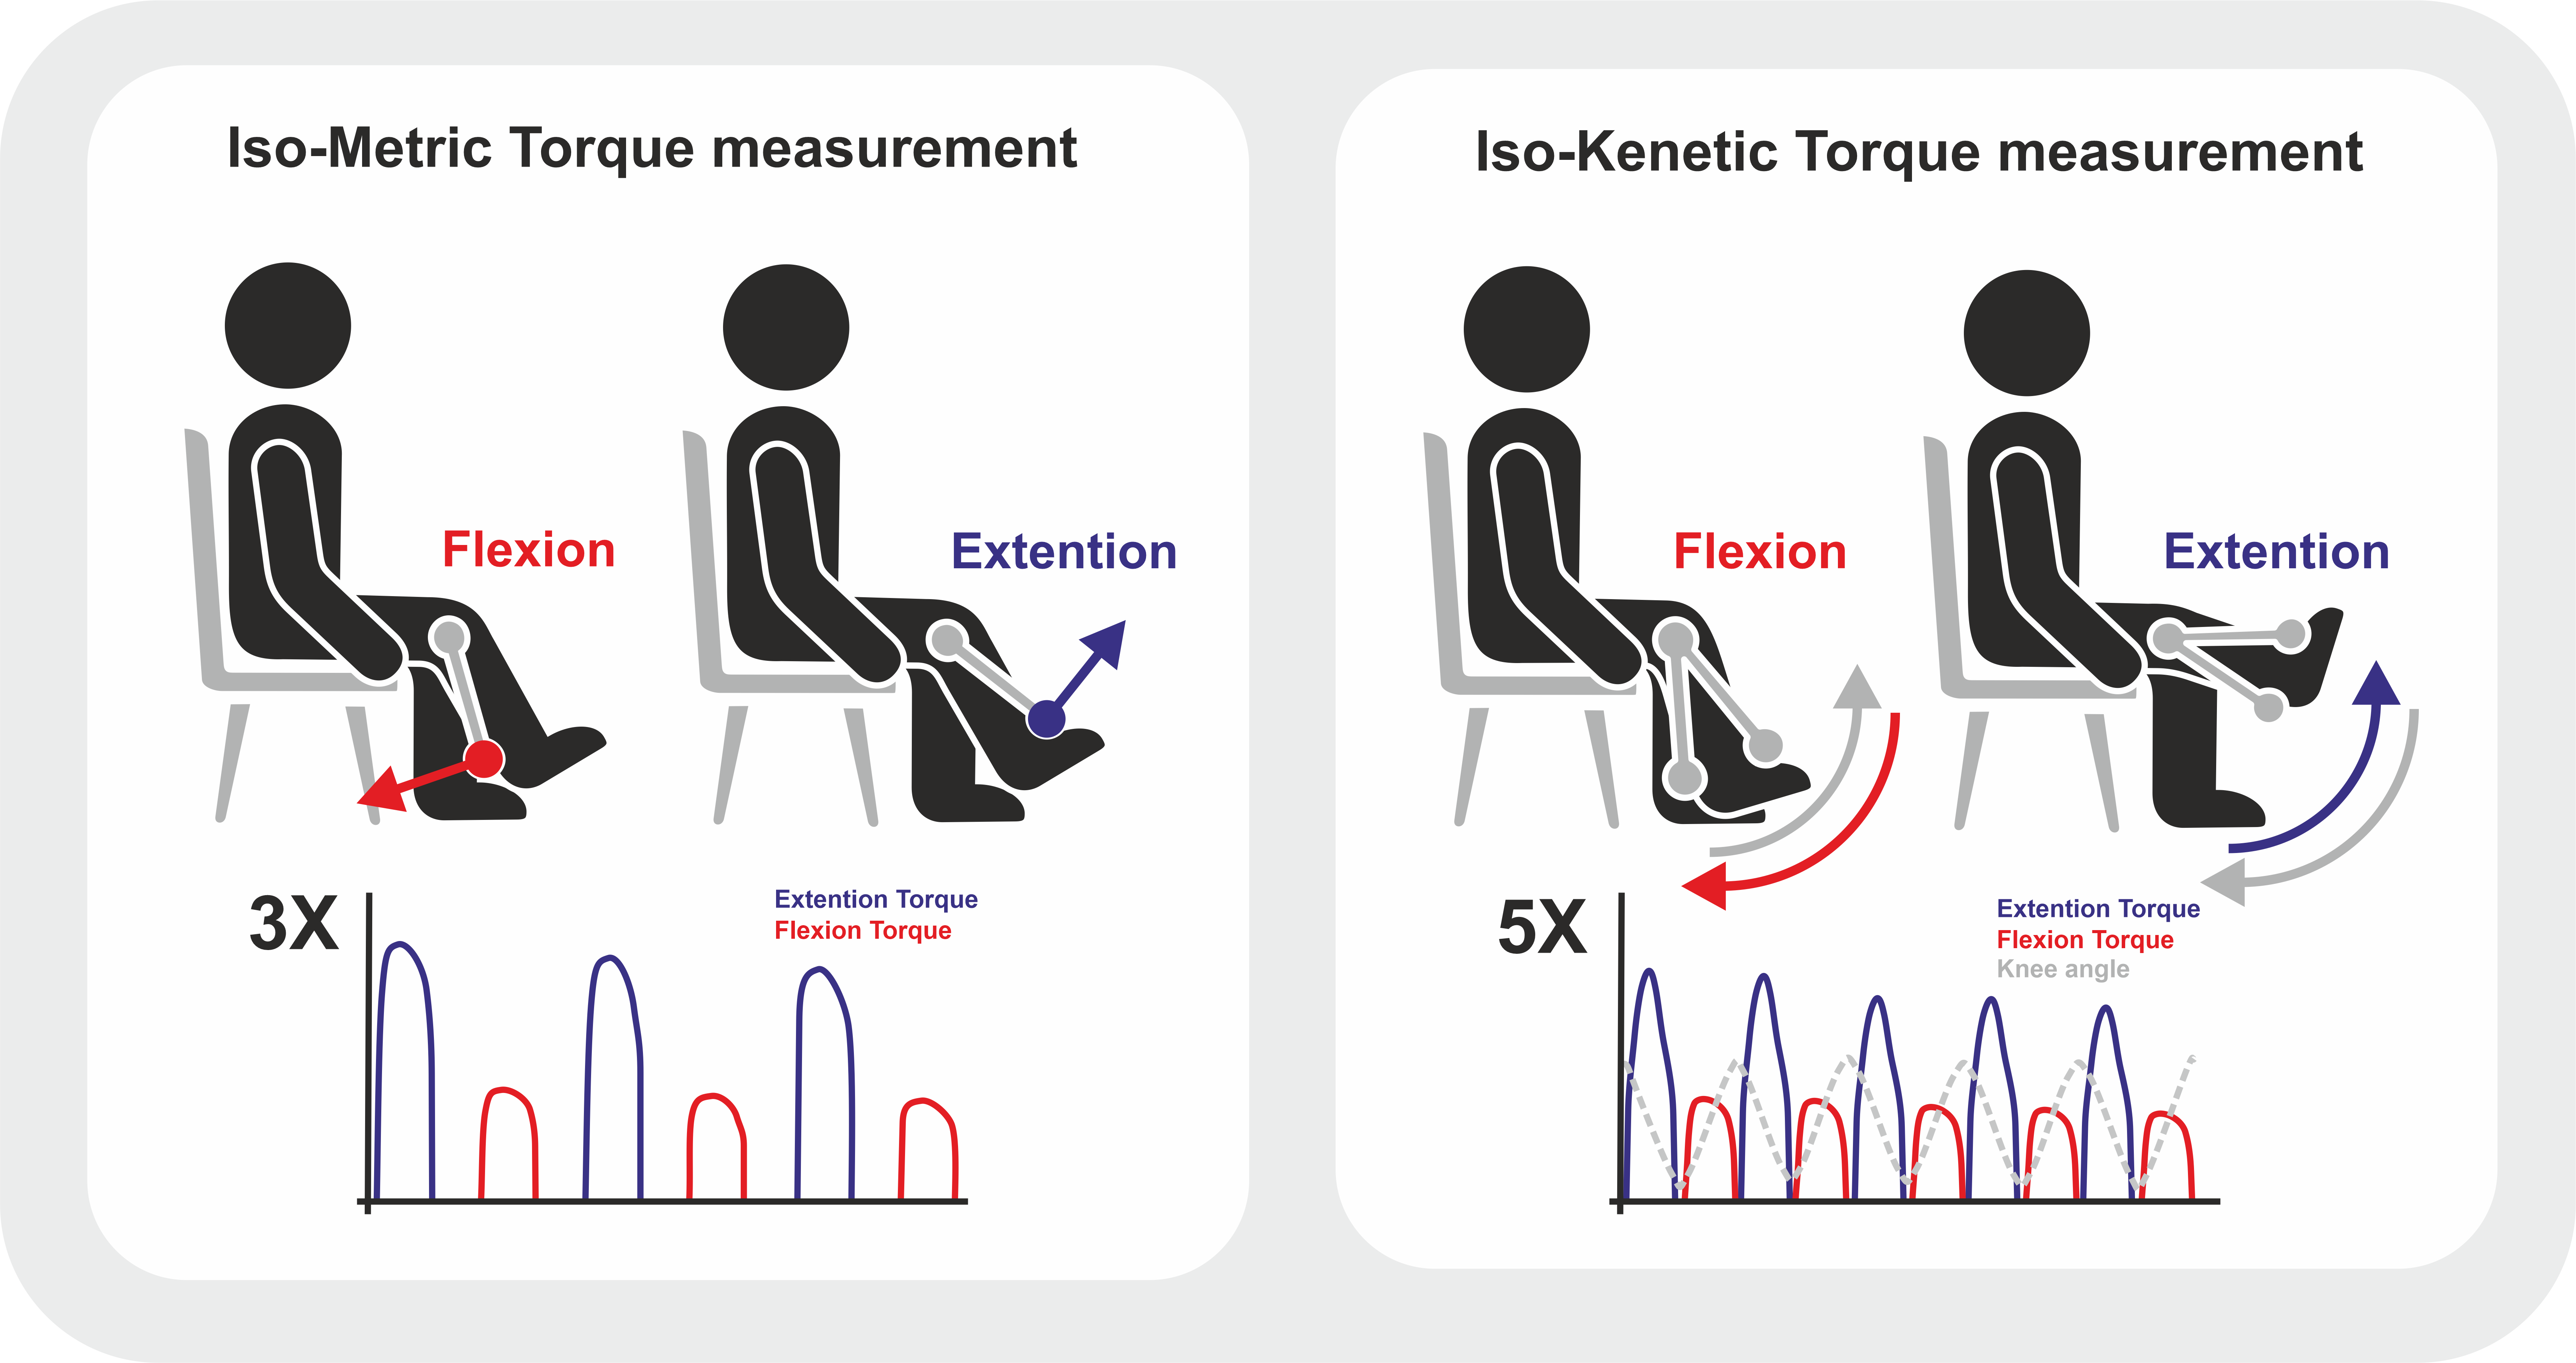 Iso-Metric Torque measurement
Flexion
Extention
3X
Extention Torque
Flexion Torque
Iso-Kenetic Torque measurement
Flexion
Extention
5X
Extention Torque
Flexion Torque
Knee angle